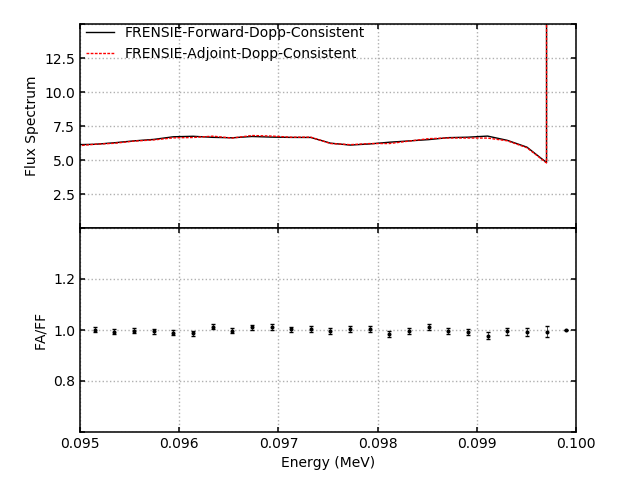 FRENSIE-Forward-Dopp-Consistent
FRENSIE-Adjoint-Dopp-Consistent
12.5
10.0
7.5
5.0
2.5
Flux Spectrum
1.2
1.0
0.8
FA/FF
0.095 0.096 0.097 0.098 0.099 0.100
Energy (MeV)